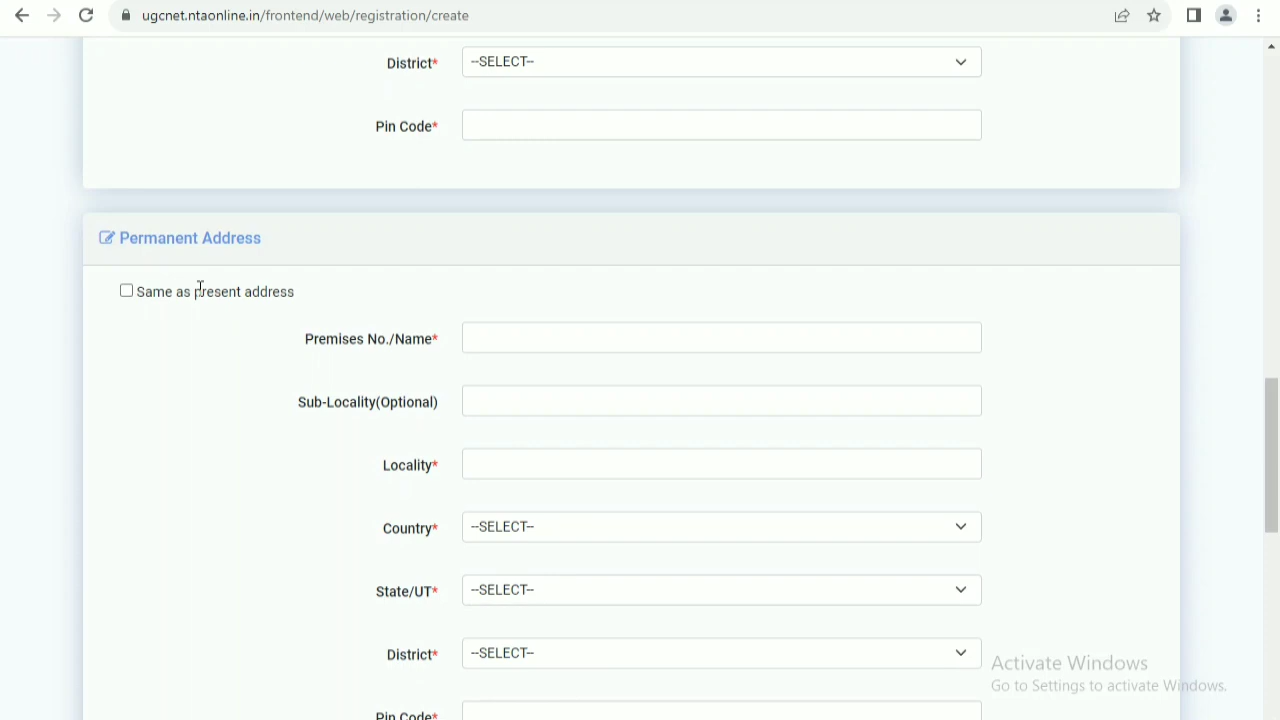 ugcnet.ntaonline.in/frontend/web/registration/create
District* --SELECT--
Pin Code*
Permanent Address
Same as present address
Premises No./Name*
Sub-Locality(Optional)
Locality*
Country* --SELECT--
State/UT* --SELECT--
District* --SELECT--
Pin Code*
Activate Windows
Go to Settings to activate Windows.